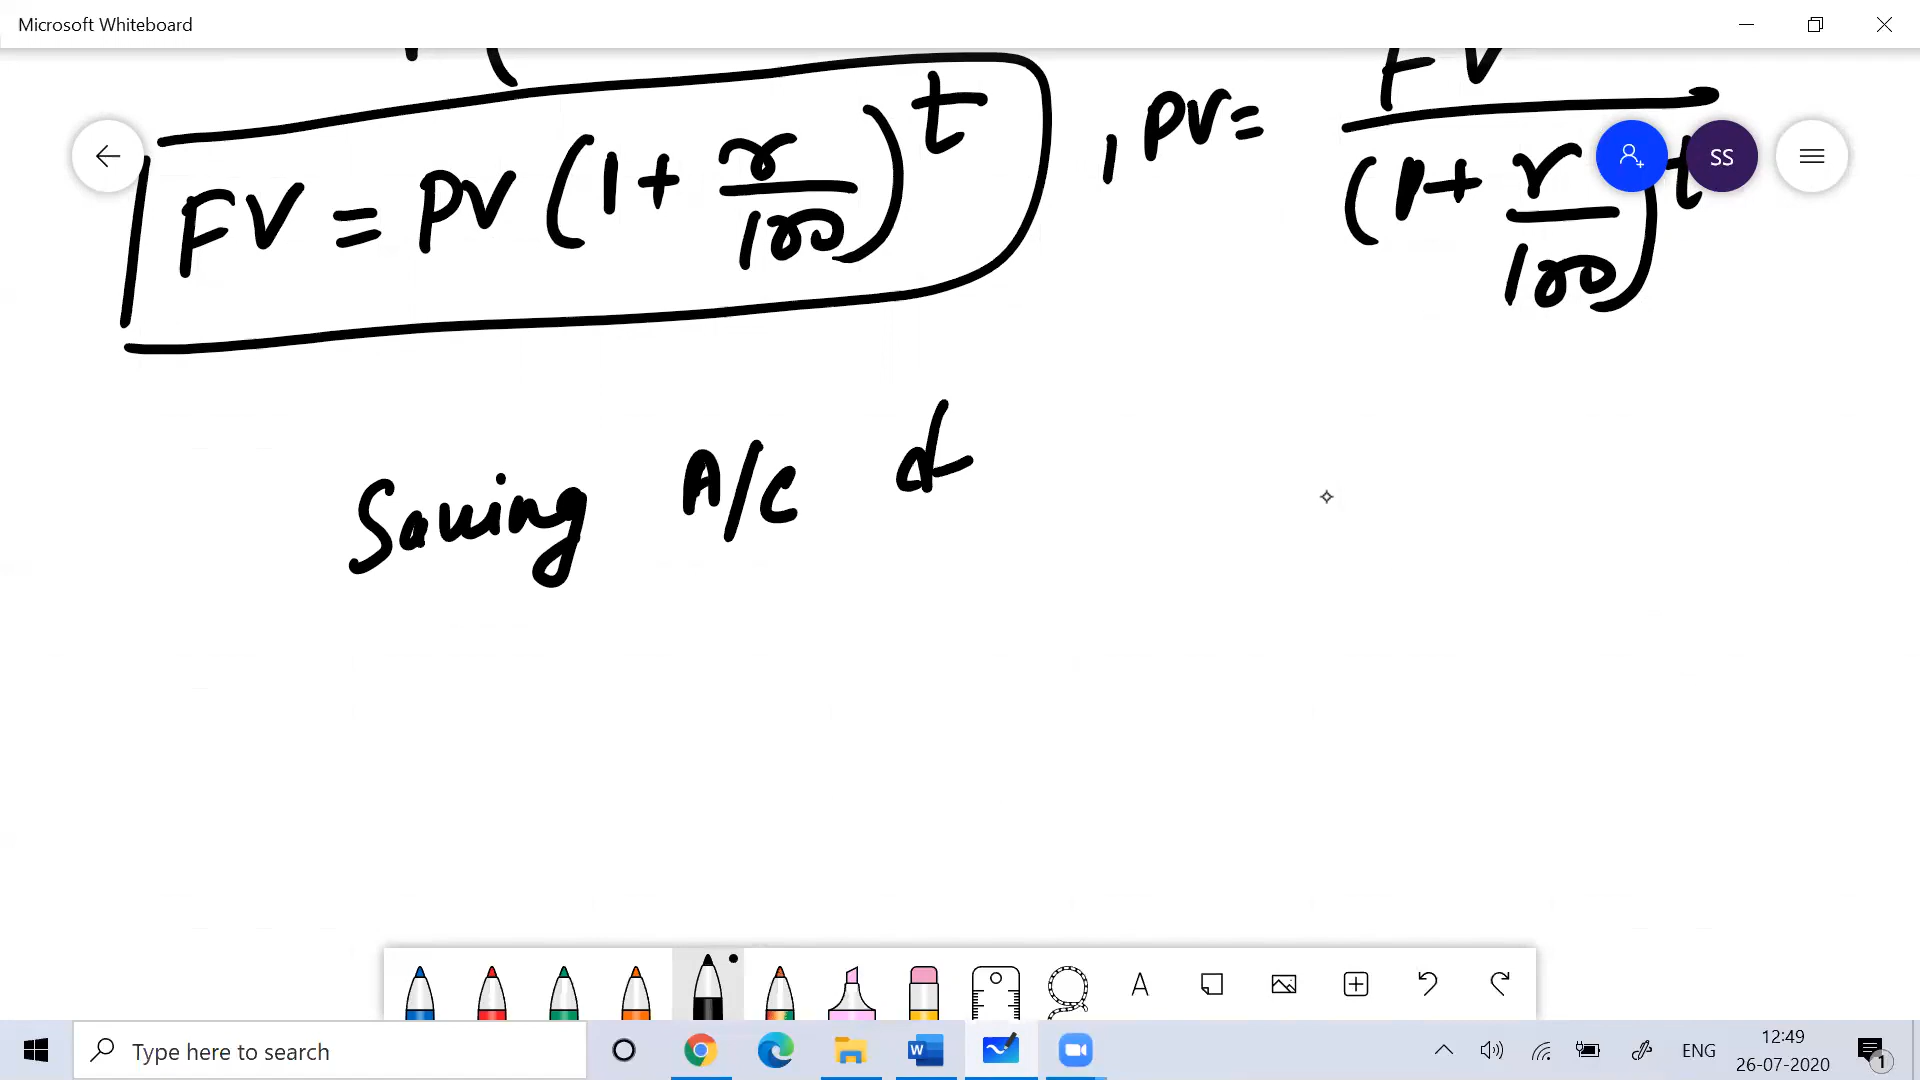 Microsoft Whiteboard
FV = PV (1 + r/100)^t , PV = FV/(1 + r/100)^t
SS
Saving A/C &
A
Type here to search
W
ENG
12:49
26-07-2020
1